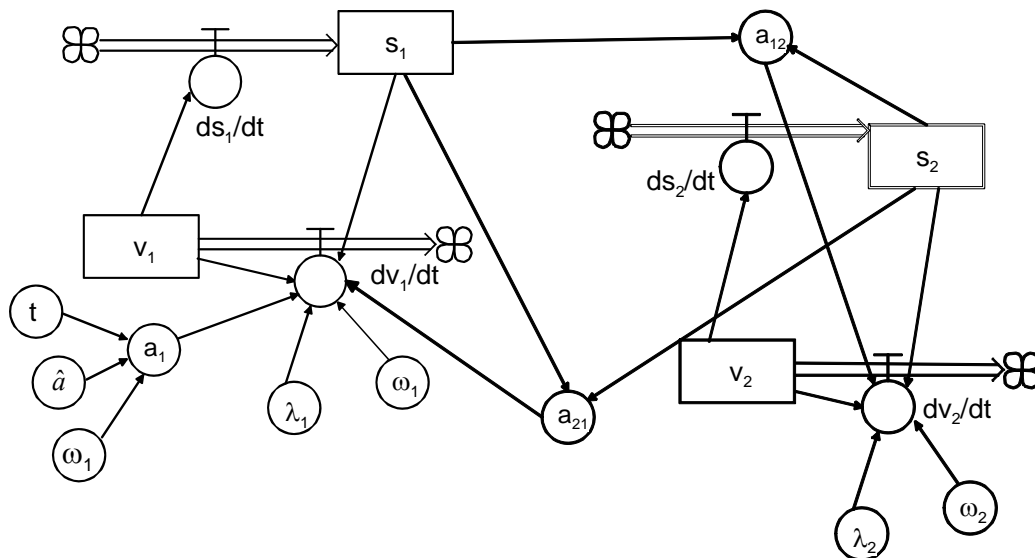 s₁
a₁₂
ds₁/dt
s₂
ds₂/dt
v₁
dv₁/dt
t
a₁
â
ω₁
λ₁
ω₁
a₂₁
v₂
dv₂/dt
ω₂
λ₂